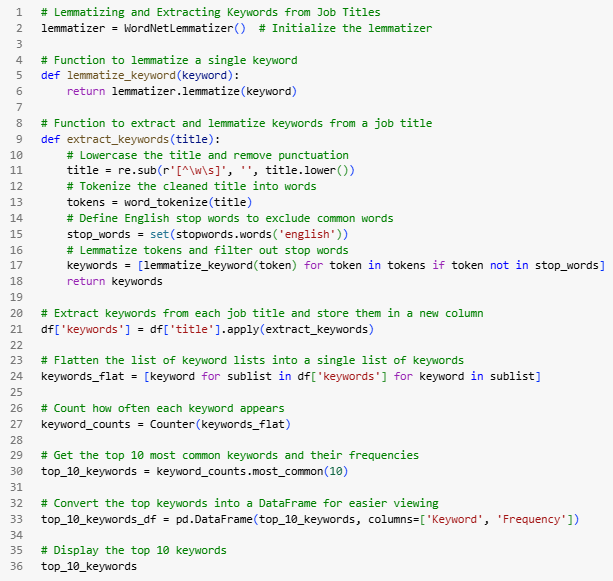 1 # Lemmatizing and Extracting Keywords from Job Titles
2 lemmatizer = WordNetLemmatizer()  # Initialize the lemmatizer
3
4 # Function to lemmatize a single keyword
5 def lemmatize_keyword(keyword):
6     return lemmatizer.lemmatize(keyword)
7
8 # Function to extract and lemmatize keywords from a job title
9 def extract_keywords(title):
10     # Lowercase the title and remove punctuation
11     title = re.sub(r'[^\w\s]', '', title.lower())
12     # Tokenize the cleaned title into words
13     tokens = word_tokenize(title)
14     # Define English stop words to exclude common words
15     stop_words = set(stopwords.words('english'))
16     # Lemmatize tokens and filter out stop words
17     keywords = [lemmatize_keyword(token) for token in tokens if token not in stop_words]
18     return keywords
19
20 # Extract keywords from each job title and store them in a new column
21 df['keywords'] = df['title'].apply(extract_keywords)
22
23 # Flatten the list of keyword lists into a single list of keywords
24 keywords_flat = [keyword for sublist in df['keywords'] for keyword in sublist]
25
26 # Count how often each keyword appears
27 keyword_counts = Counter(keywords_flat)
28
29 # Get the top 10 most common keywords and their frequencies
30 top_10_keywords = keyword_counts.most_common(10)
31
32 # Convert the top keywords into a DataFrame for easier viewing
33 top_10_keywords_df = pd.DataFrame(top_10_keywords, columns=['Keyword', 'Frequency'])
34
35 # Display the top 10 keywords
36 top_10_keywords